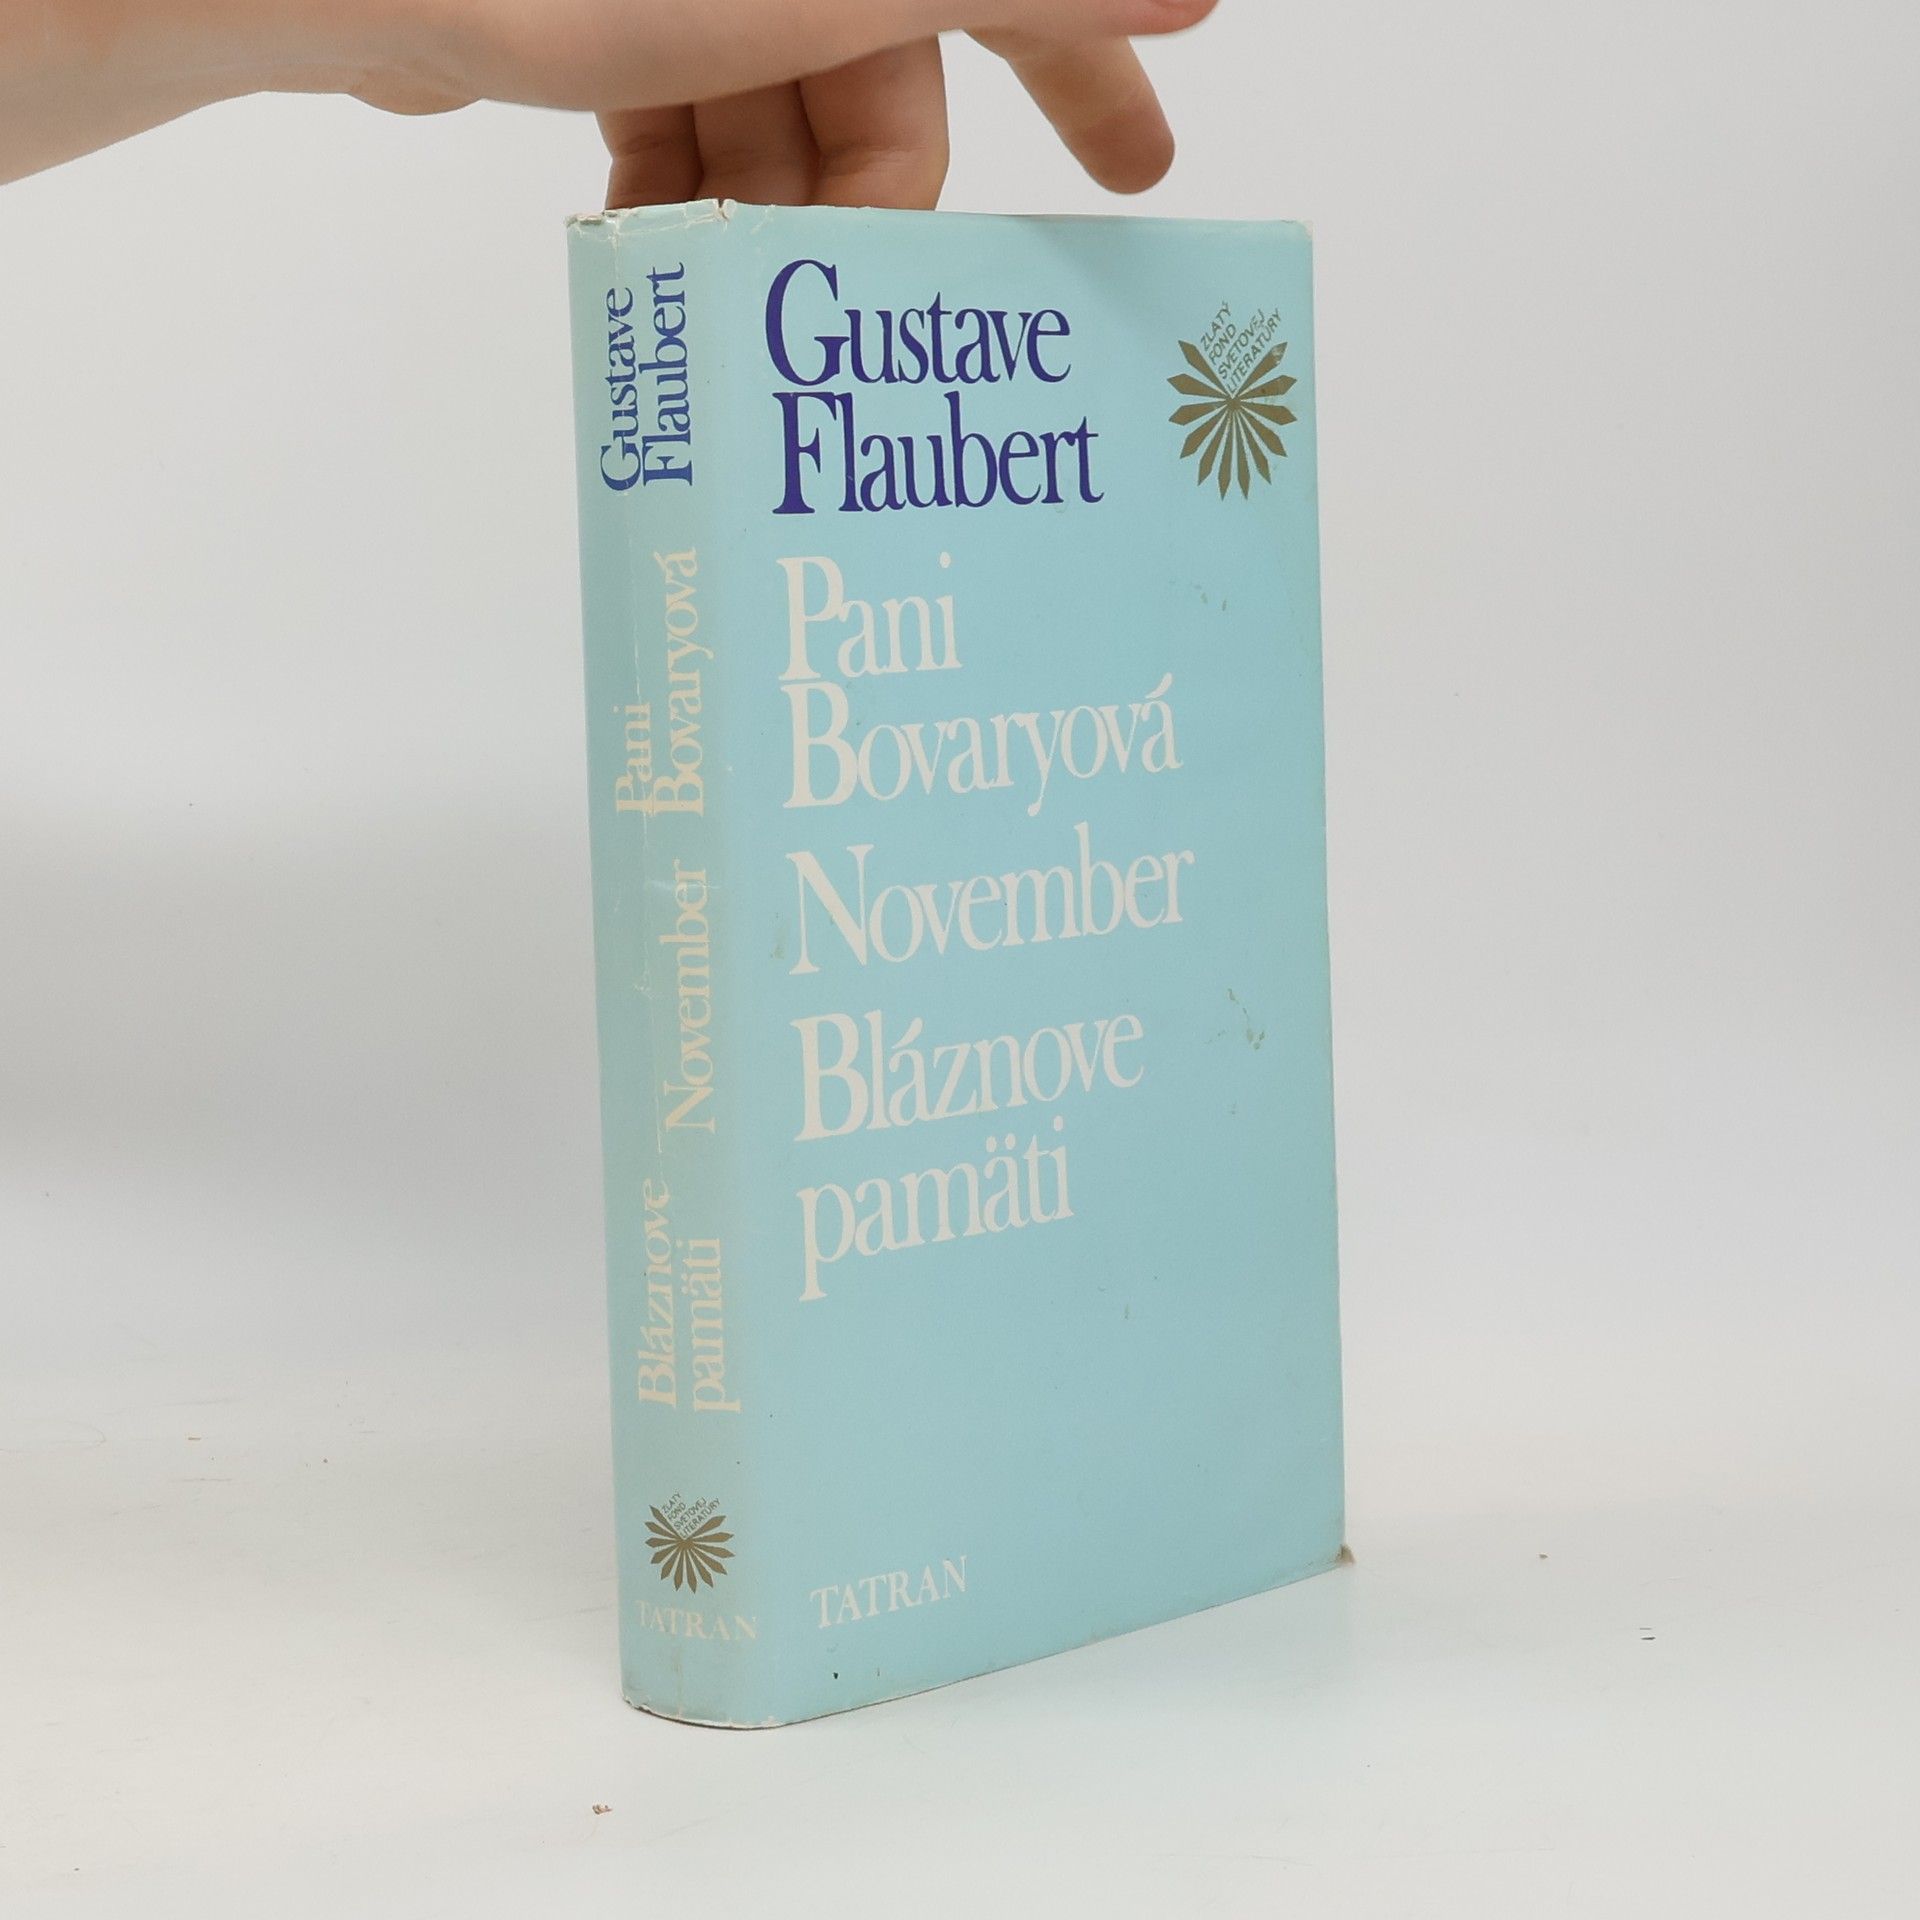 Gustave
Flaubert
Pani
Bovaryová
November
Bláznove
pamäti
ZLATÝ
FOND
SVETOVEJ
LITERATÚRY
TATRAN
Gustave
Flaubert
Pani
Bovaryová
November
Bláznove
pamäti
ZLATÝ
FOND
SVETOVEJ
LITERATÚRY
TATRAN